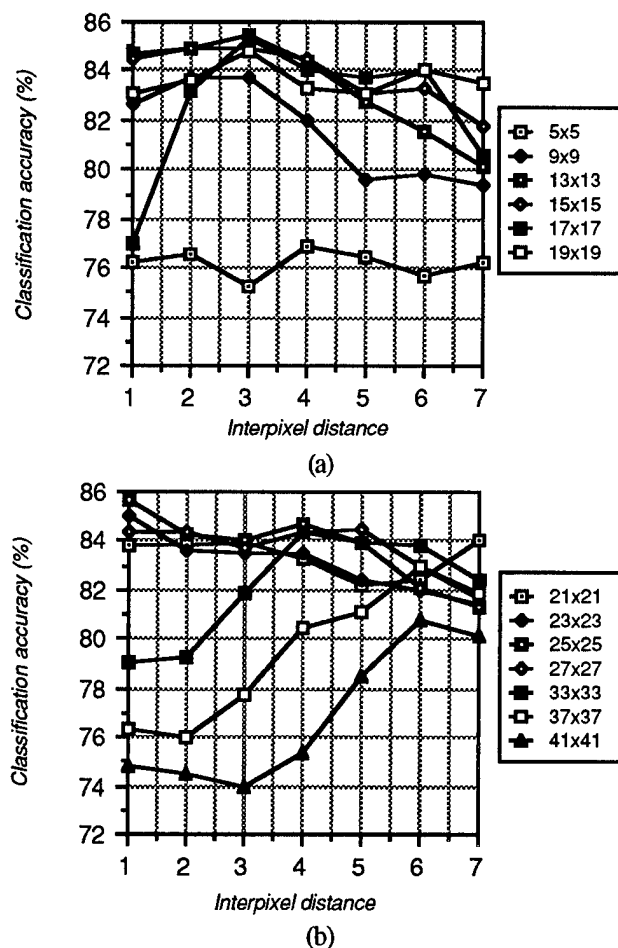 86
84
82
80
78
76
74
72
Classification accuracy (%)
1 2 3 4 5 6 7
Interpixel distance
5x5
9x9
13x13
15x15
17x17
19x19
(a)
86
84
82
80
78
76
74
72
Classification accuracy (%)
1 2 3 4 5 6 7
Interpixel distance
21x21
23x23
25x25
27x27
33x33
37x37
41x41
(b)